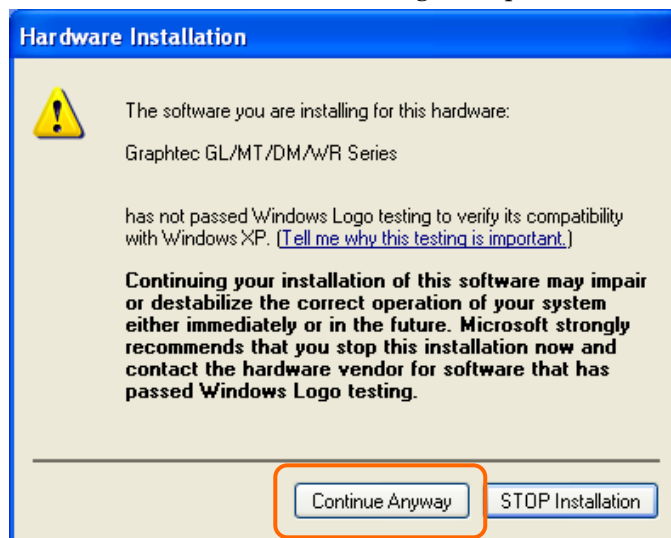 Hardware Installation
The software you are installing for this hardware:
Graphtec GL/MT/DM/WR Series
has not passed Windows Logo testing to verify its compatibility
with Windows XP. (Tell me why this testing is important.)
Continuing your installation of this software may impair
or destabilize the correct operation of your system
either immediately or in the future. Microsoft strongly
recommends that you stop this installation now and
contact the hardware vendor for software that has
passed Windows Logo testing.
Continue Anyway STOP Installation